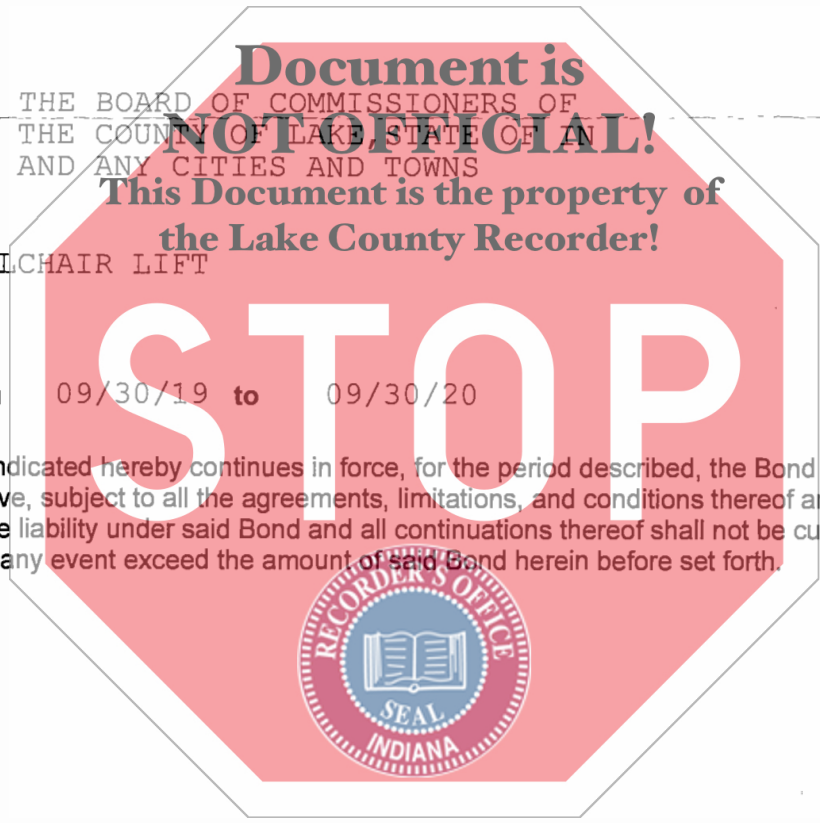 Document is
THE BOARD OF COMMISSIONERS OF
NOT OFFICIAL!
THE COUNTY OF LAKE,STATE OF IN
AND ANY CITIES AND TOWNS
This Document is the property of
the Lake County Recorder!
LCHAIR LIFT
STOP
09/30/19 to 09/30/20
ndicated hereby continues in force, for the period described, the Bond
ve, subject to all the agreements, limitations, and conditions thereof a
e liability under said Bond and all continuations thereof shall not be cu
any event exceed the amount of said Bond herein before set forth.
RECORDER'S OFFICE
SEAL
INDIANA